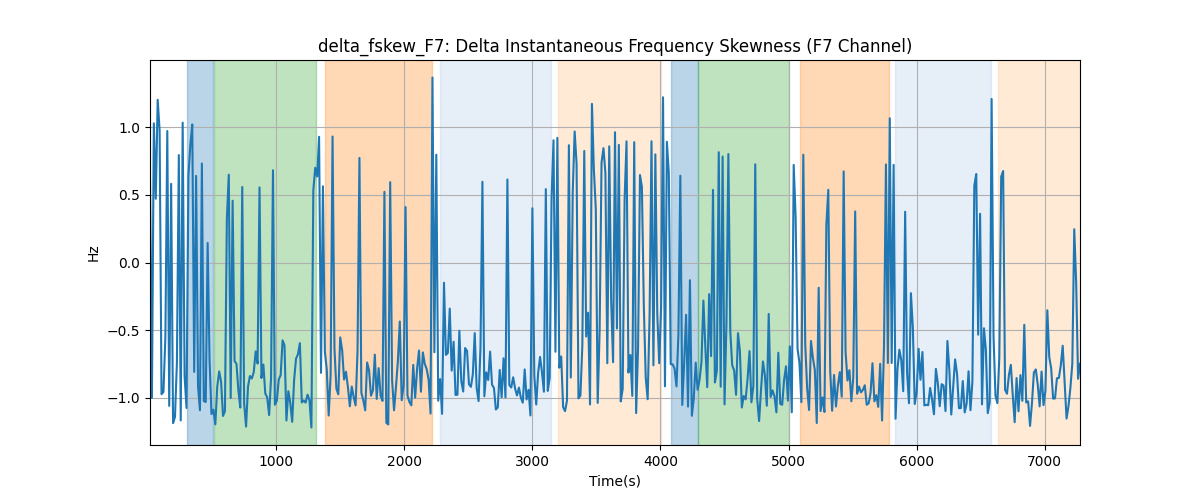 delta_fskew_F7: Delta Instantaneous Frequency Skewness (F7 Channel)
1.0
0.5
0.0
−0.5
−1.0
Hz
1000 2000 3000 4000 5000 6000 7000
Time(s)